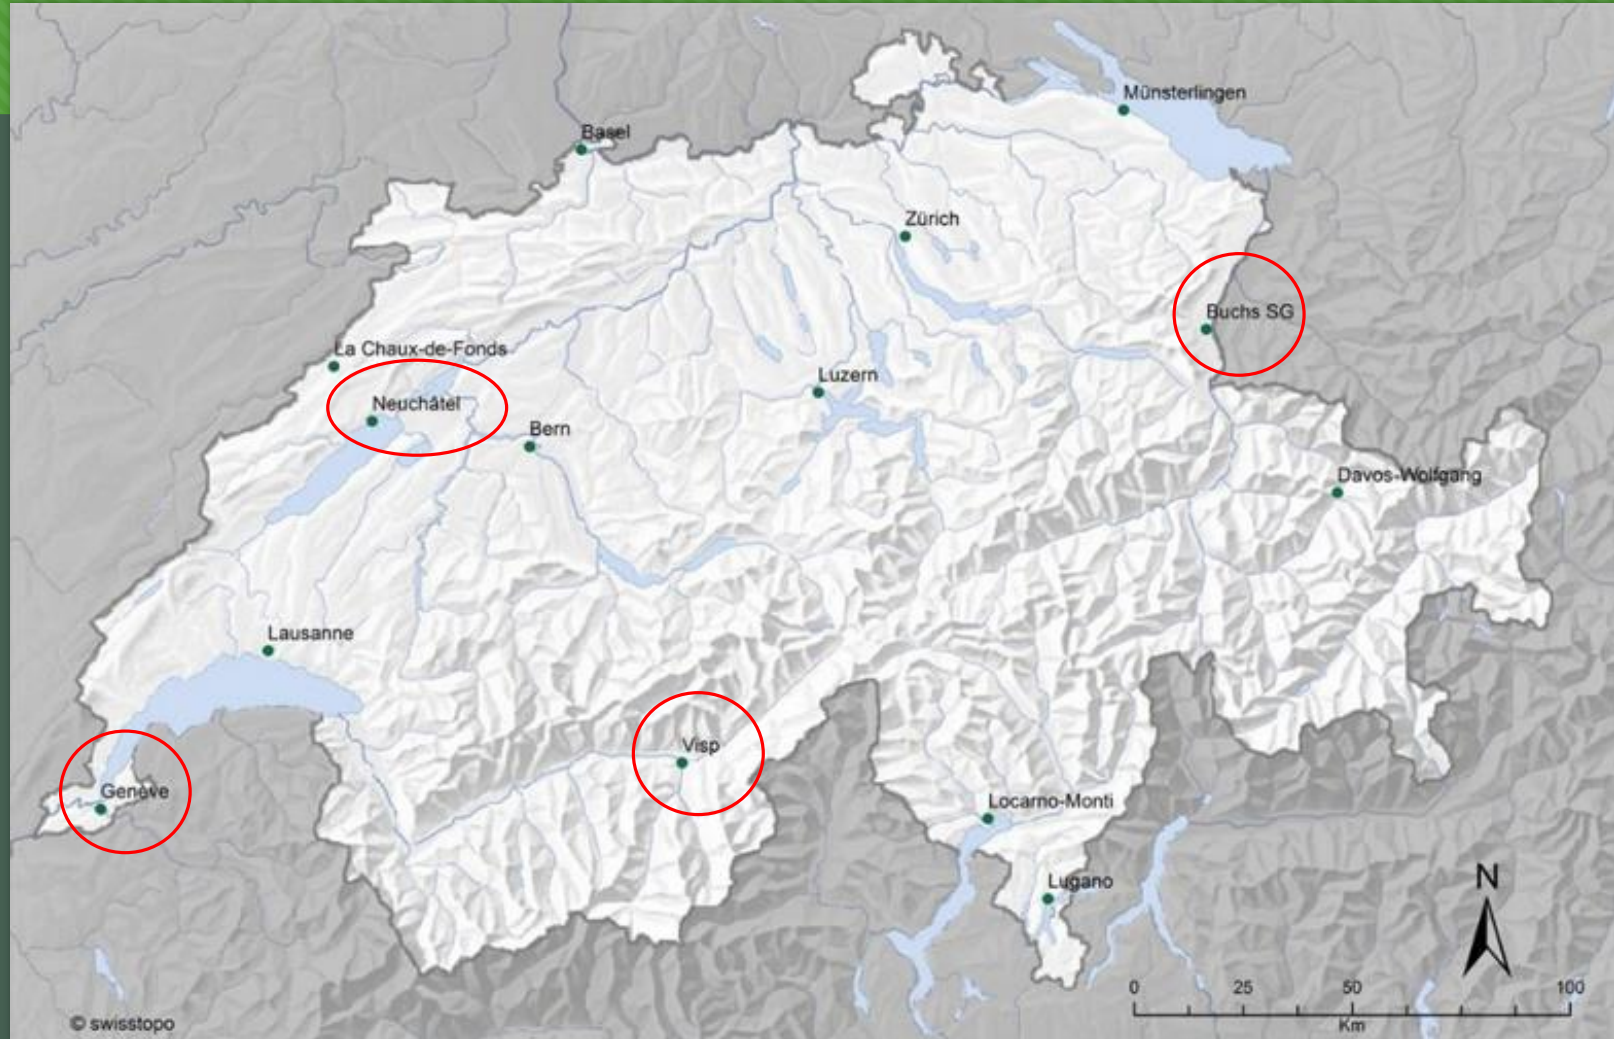 Münsterlingen
Basel
Zürich
Buchs SG
La Chaux-de-Fonds
Luzern
Neuchâtel
Bern
Davos-Wolfgang
Lausanne
Visp
Genève
Locarno-Monti
Lugano
N
0 25 50 100
Km
© swisstopo